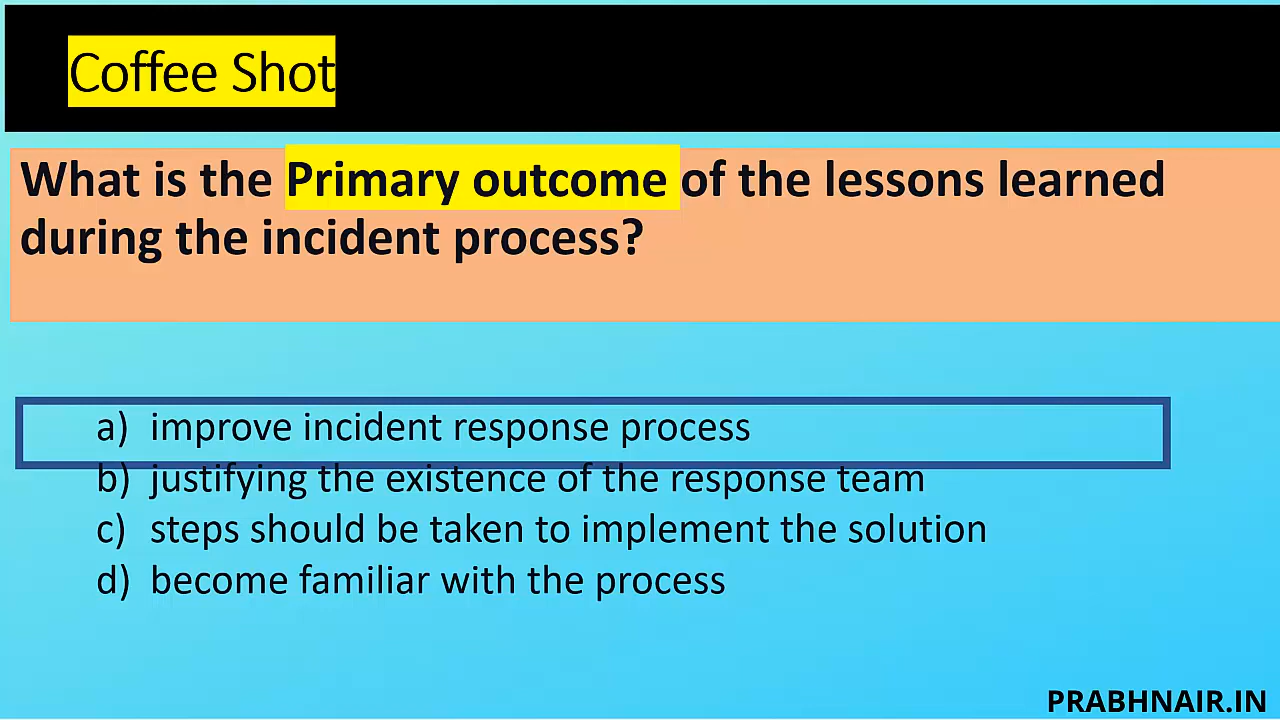 Coffee Shot
What is the Primary outcome of the lessons learned
during the incident process?
a) improve incident response process
b) justifying the existence of the response team
c) steps should be taken to implement the solution
d) become familiar with the process
PRABHNAIR.IN